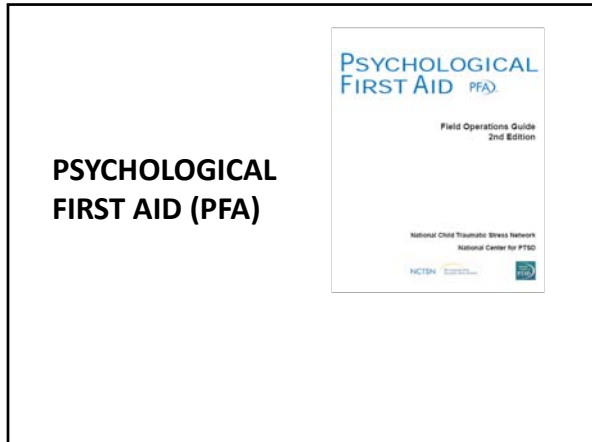 PSYCHOLOGICAL
FIRST AID (PFA)
PSYCHOLOGICAL
FIRST AID PFA
Field Operations Guide
2nd Edition
National Child Traumatic Stress Network
National Center for PTSD
NCTSN